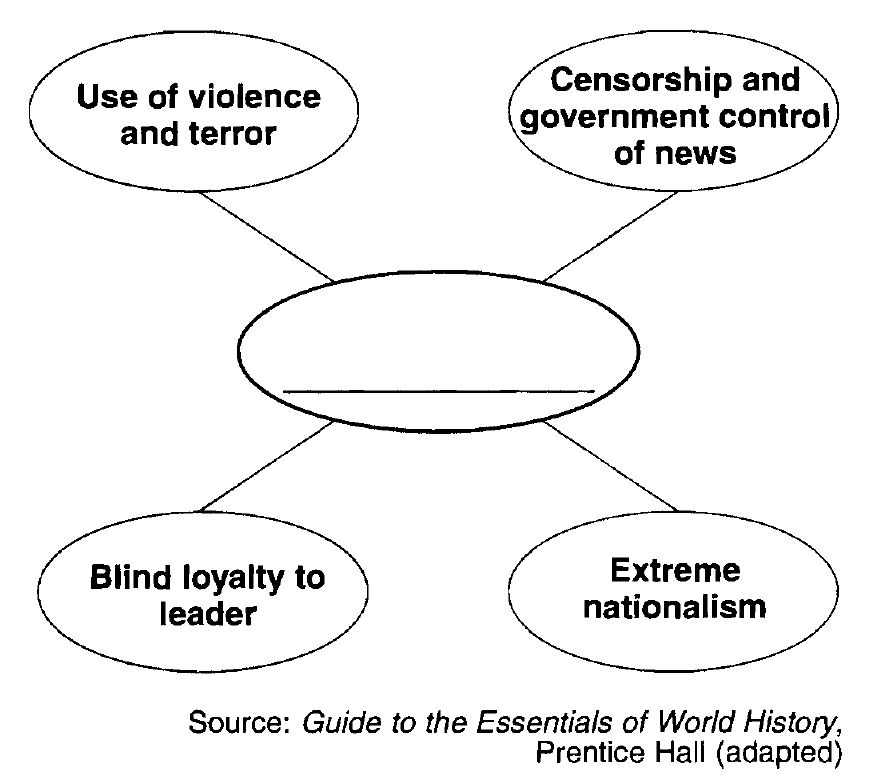 Use of violence
and terror
Censorship and
government control
of news
Blind loyalty to
leader
Extreme
nationalism
Source: Guide to the Essentials of World History,
Prentice Hall (adapted)